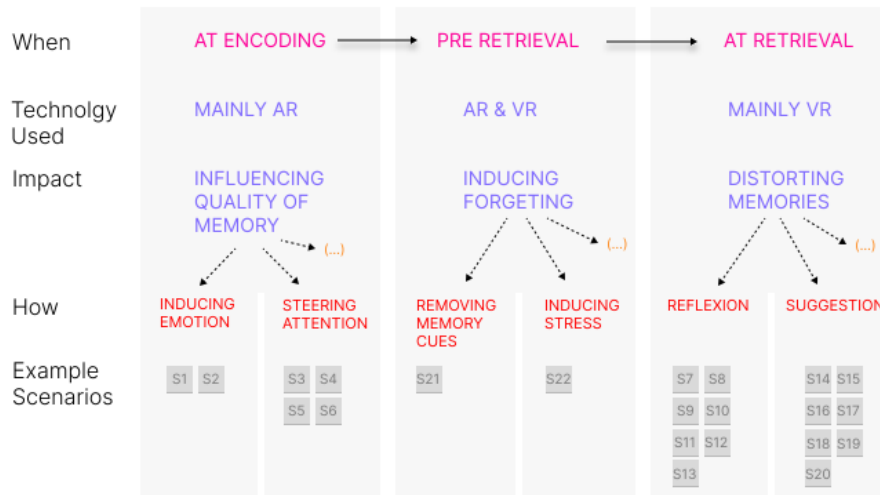 When
AT ENCODING
PRE RETRIEVAL
AT RETRIEVAL
Technolgy
Used
MAINLY AR
AR & VR
MAINLY VR
Impact
INFLUENCING
QUALITY OF
MEMORY
INDUCING
FORGETING
DISTORTING
MEMORIES
(...)
(...)
(...)
How
INDUCING
EMOTION
STEERING
ATTENTION
REMOVING
MEMORY
CUES
INDUCING
STRESS
REFLEXION
SUGGESTION
Example
Scenarios
S1 S2
S3 S4
S5 S6
S21
S22
S7 S8
S9 S10
S11 S12
S13
S14 S15
S16 S17
S18 S19
S20